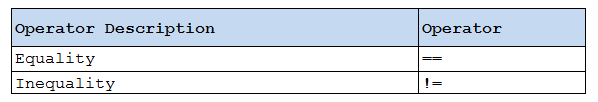 Operator Description Operator
Equality ==
Inequality !=